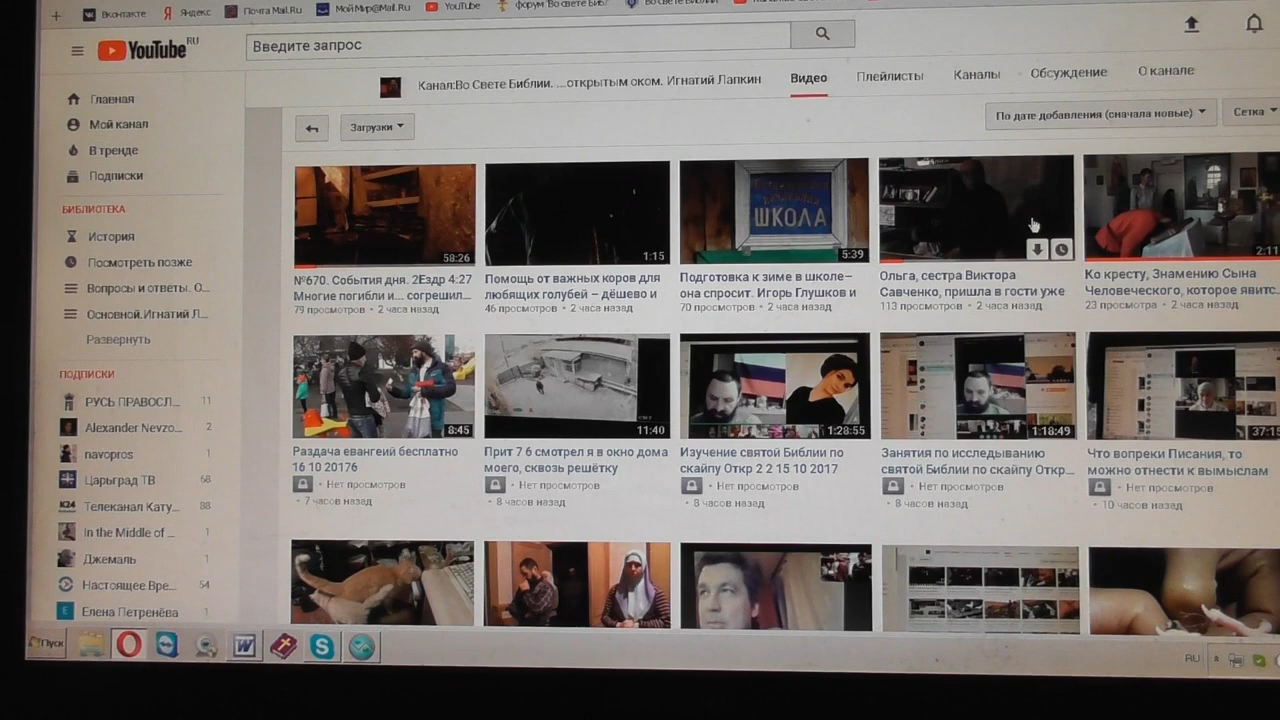 Вконтакте
Яндекс
Почта Mail.Ru
МойМир@Mail.Ru
YouTube
форум
YouTube RU
Введите запрос
Канал:Во Свете Библии. ...открытым оком. Игнатий Лапкин
Видео
Плейлисты
Каналы
Обсуждение
О канале
Главная
Мой канал
В тренде
Подписки
БИБЛИОТЕКА
История
Посмотреть позже
Вопросы и ответы. О...
Основной.Игнатий Л...
Развернуть
ПОДПИСКИ
РУСЬ ПРАВОСЛ... 11
Alexander Nevzo... 2
navopros 1
Царьград ТВ 68
K24
Телеканал Кату... 88
In the Middle of ... 1
Джемаль 1
Настоящее Вре... 54
Е Елена Петренёва 1
Загрузки
По дате добавления (сначала новые)
Сетка
58:26
№670. События дня. 2Ездр 4:27
Многие погибли и... согрешил...
79 просмотров • 2 часа назад
1:15
Помощь от важных коров для
любящих голубей – дёшево и
46 просмотров • 2 часа назад
ШКОЛА
5:39
Подготовка к зиме в школе–
она спросит. Игорь Глушков и
70 просмотров • 2 часа назад
Ольга, сестра Виктора
Савченко, пришла в гости уже
113 просмотров • 2 часа назад
2:11
Ко кресту, Знамению Сына
Человеческого, которое явитс...
23 просмотра • 2 часа назад
8:45
Раздача евангеий бесплатно
16 10 20176
• Нет просмотров
• 7 часов назад
11:40
Прит 7 6 смотрел я в окно дома
моего, сквозь решётку
• Нет просмотров
• 8 часов назад
1:28:55
Изучение святой Библии по
скайпу Откр 2 2 15 10 2017
• Нет просмотров
• 8 часов назад
1:18:49
Занятия по исследованию
святой Библии по скайпу Откр...
• Нет просмотров
• 8 часов назад
37:15
Что вопреки Писания, то
можно отнести к вымыслам
• Нет просмотров
• 10 часов назад
Пуск
RU